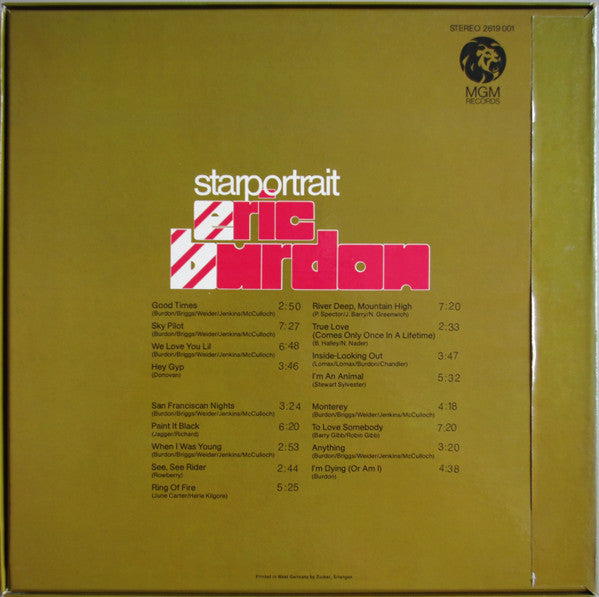 STEREO 2619 001
MGM
RECORDS
starportrait
eric
burdon
Good Times 2:50
(Burdon/Briggs/Weider/Jenkins/McCulloch)
Sky Pilot 7:27
(Burdon/Briggs/Weider/Jenkins/McCulloch)
We Love You Lil 6:48
(Burdon/Briggs/Weider/Jenkins/McCulloch)
Hey Gyp 3:46
(Donovan)
San Franciscan Nights 3:24
(Burdon/Briggs/Weider/Jenkins/McCulloch)
Paint It Black 6:20
(Jagger/Richard)
When I Was Young 2:53
(Burdon/Briggs/Weider/Jenkins/McCulloch)
See, See Rider 2:44
(Rowberry)
Ring Of Fire 5:25
(June Carter/Herle Kilgore)
River Deep, Mountain High 7:20
(P. Spector/J. Barry/N. Greenwich)
True Love 2:33
(Comes Only Once In A Lifetime)
(B. Halley/N. Nader)
Inside-Looking Out 3:47
(Lomax/Lomax/Burdon/Chandler)
I'm An Animal 5:32
(Stewart Sylvester)
Monterey 4:18
(Burdon/Briggs/Weider/Jenkins/McCulloch)
To Love Somebody 7:20
(Barry Gibb/Robin Gibb)
Anything 3:20
(Burdon/Briggs/Weider/Jenkins/McCulloch)
I'm Dying (Or Am I) 4:38
(Burdon)
Printed in West Germany by Zucker, Erlangen